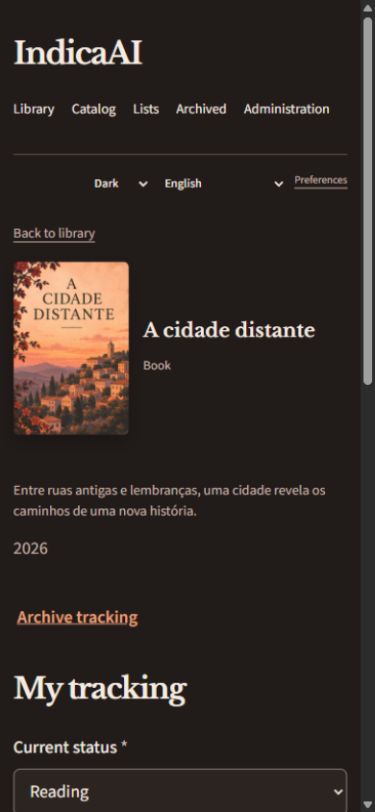 IndicaAI
Library Catalog Lists Archived Administration
Dark English Preferences
Back to library
A
CIDADE
DISTANTE
A cidade distante
Book
Entre ruas antigas e lembranças, uma cidade revela os
caminhos de uma nova história.
2026
Archive tracking
My tracking
Current status *
Reading